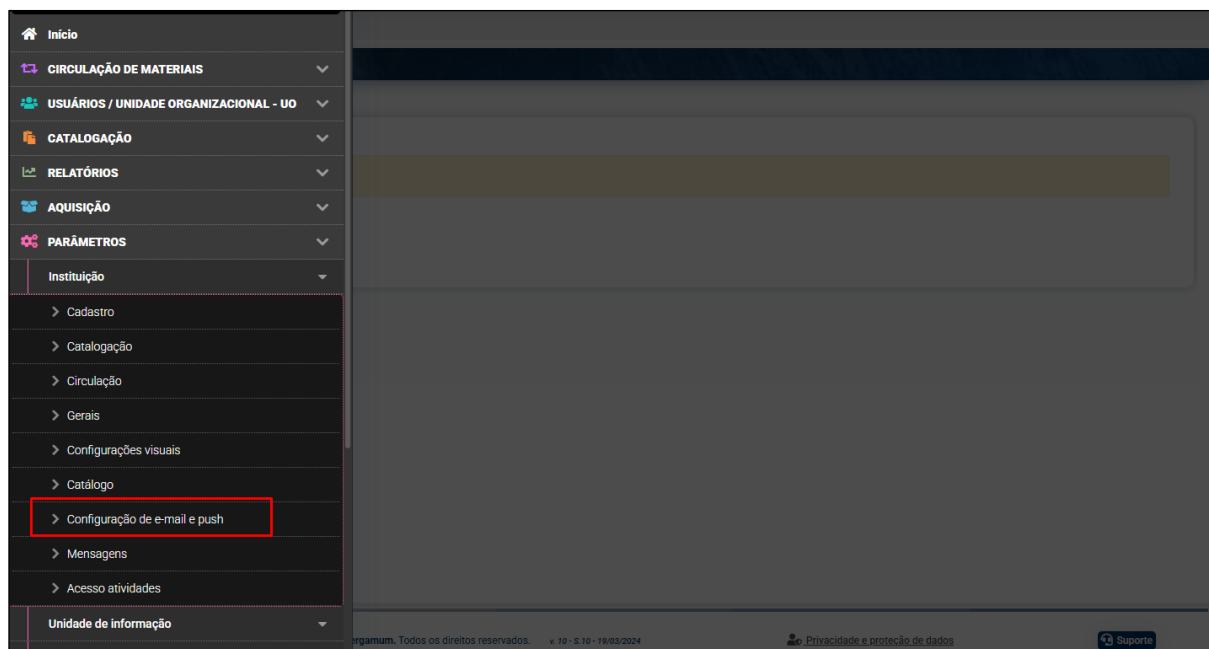 Início
CIRCULAÇÃO DE MATERIAIS
USUÁRIOS / UNIDADE ORGANIZACIONAL - UO
CATALOGAÇÃO
RELATÓRIOS
AQUISIÇÃO
PARÂMETROS
Instituição
Cadastro
Catalogação
Circulação
Gerais
Configurações visuais
Catálogo
Configuração de e-mail e push
Mensagens
Acesso atividades
Unidade de informação
ergamum. Todos os direitos reservados. v. 10 - S.10 - 19/03/2024 Privacidade e proteção de dados Suporte